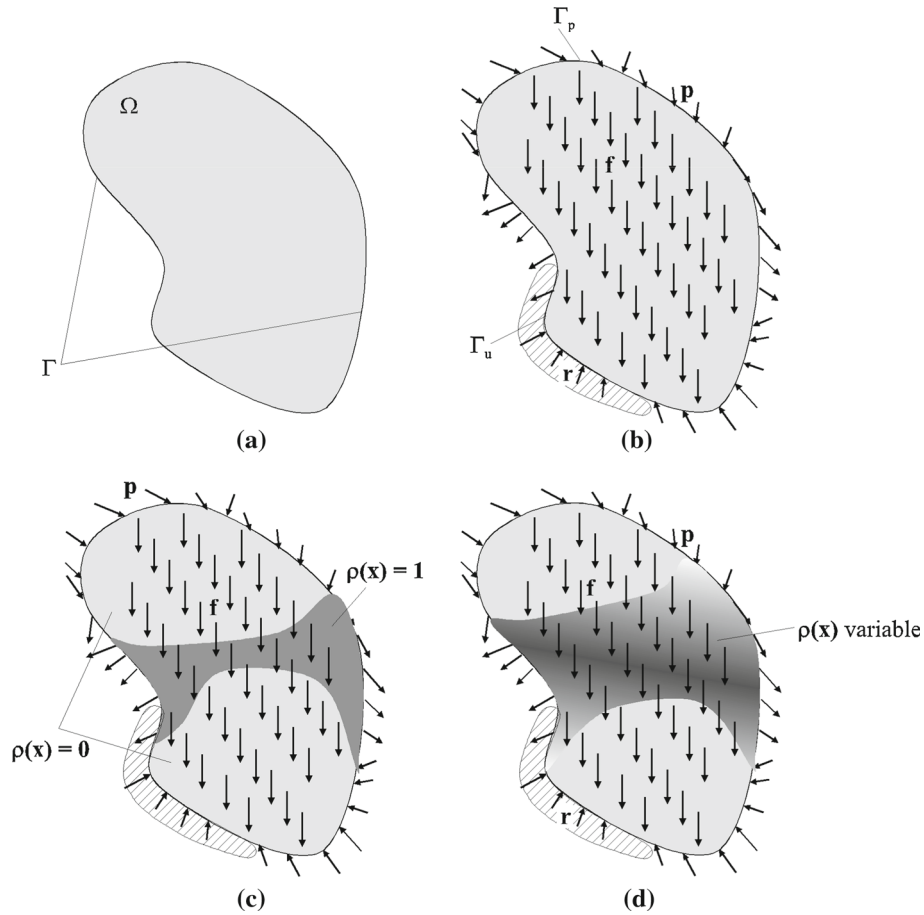 Ω
Γ
(a)
Γp
p
f
Γu
r
(b)
p
ρ(x) = 1
f
ρ(x) = 0
(c)
p
f
ρ(x) variable
r
(d)